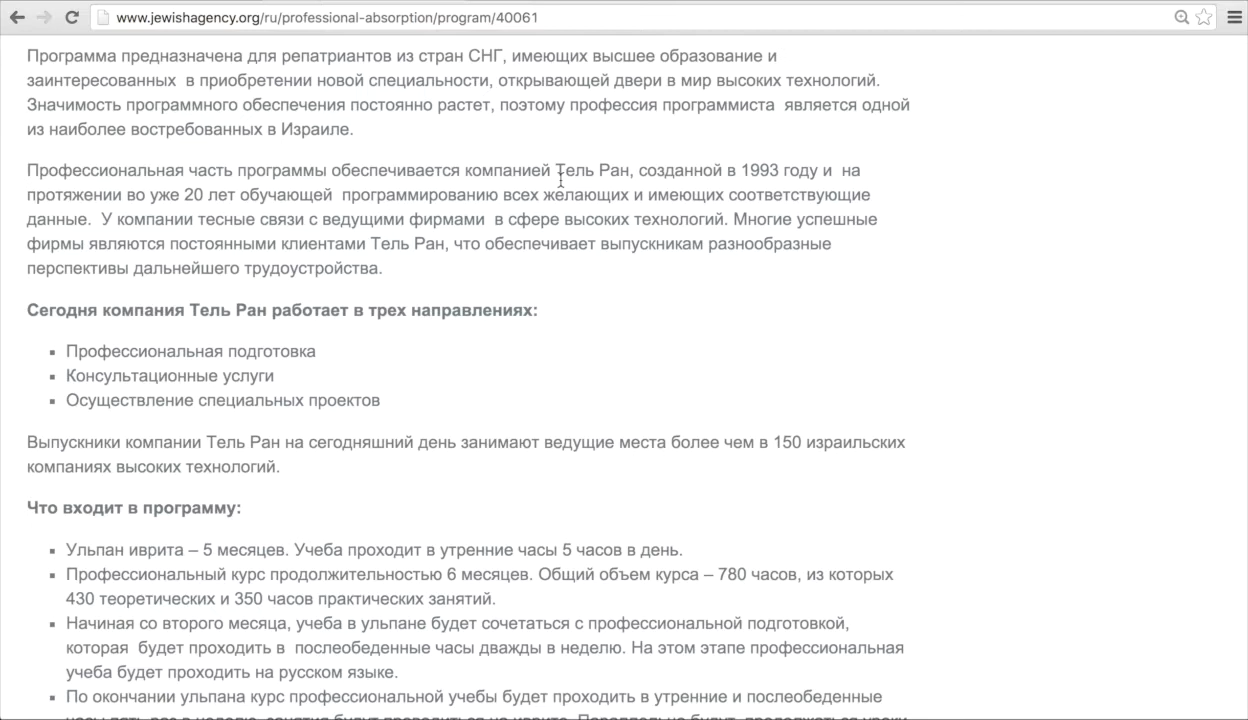 www.jewishagency.org/ru/professional-absorption/program/40061
Программа предназначена для репатриантов из стран СНГ, имеющих высшее образование и
заинтересованных в приобретении новой специальности, открывающей двери в мир высоких технологий.
Значимость программного обеспечения постоянно растет, поэтому профессия программиста является одной
из наиболее востребованных в Израиле.
Профессиональная часть программы обеспечивается компанией Тель Ран, созданной в 1993 году и на
протяжении во уже 20 лет обучающей программированию всех желающих и имеющих соответствующие
данные. У компании тесные связи с ведущими фирмами в сфере высоких технологий. Многие успешные
фирмы являются постоянными клиентами Тель Ран, что обеспечивает выпускникам разнообразные
перспективы дальнейшего трудоустройства.
Сегодня компания Тель Ран работает в трех направлениях:
▪ Профессиональная подготовка
▪ Консультационные услуги
▪ Осуществление специальных проектов
Выпускники компании Тель Ран на сегодняшний день занимают ведущие места более чем в 150 израильских
компаниях высоких технологий.
Что входит в программу:
▪ Ульпан иврита – 5 месяцев. Учеба проходит в утренние часы 5 часов в день.
▪ Профессиональный курс продолжительностью 6 месяцев. Общий объем курса – 780 часов, из которых
430 теоретических и 350 часов практических занятий.
▪ Начиная со второго месяца, учеба в ульпане будет сочетаться с профессиональной подготовкой,
которая будет проходить в послеобеденные часы дважды в неделю. На этом этапе профессиональная
учеба будет проходить на русском языке.
▪ По окончании ульпана курс профессиональной учебы будет проходить в утренние и послеобеденные